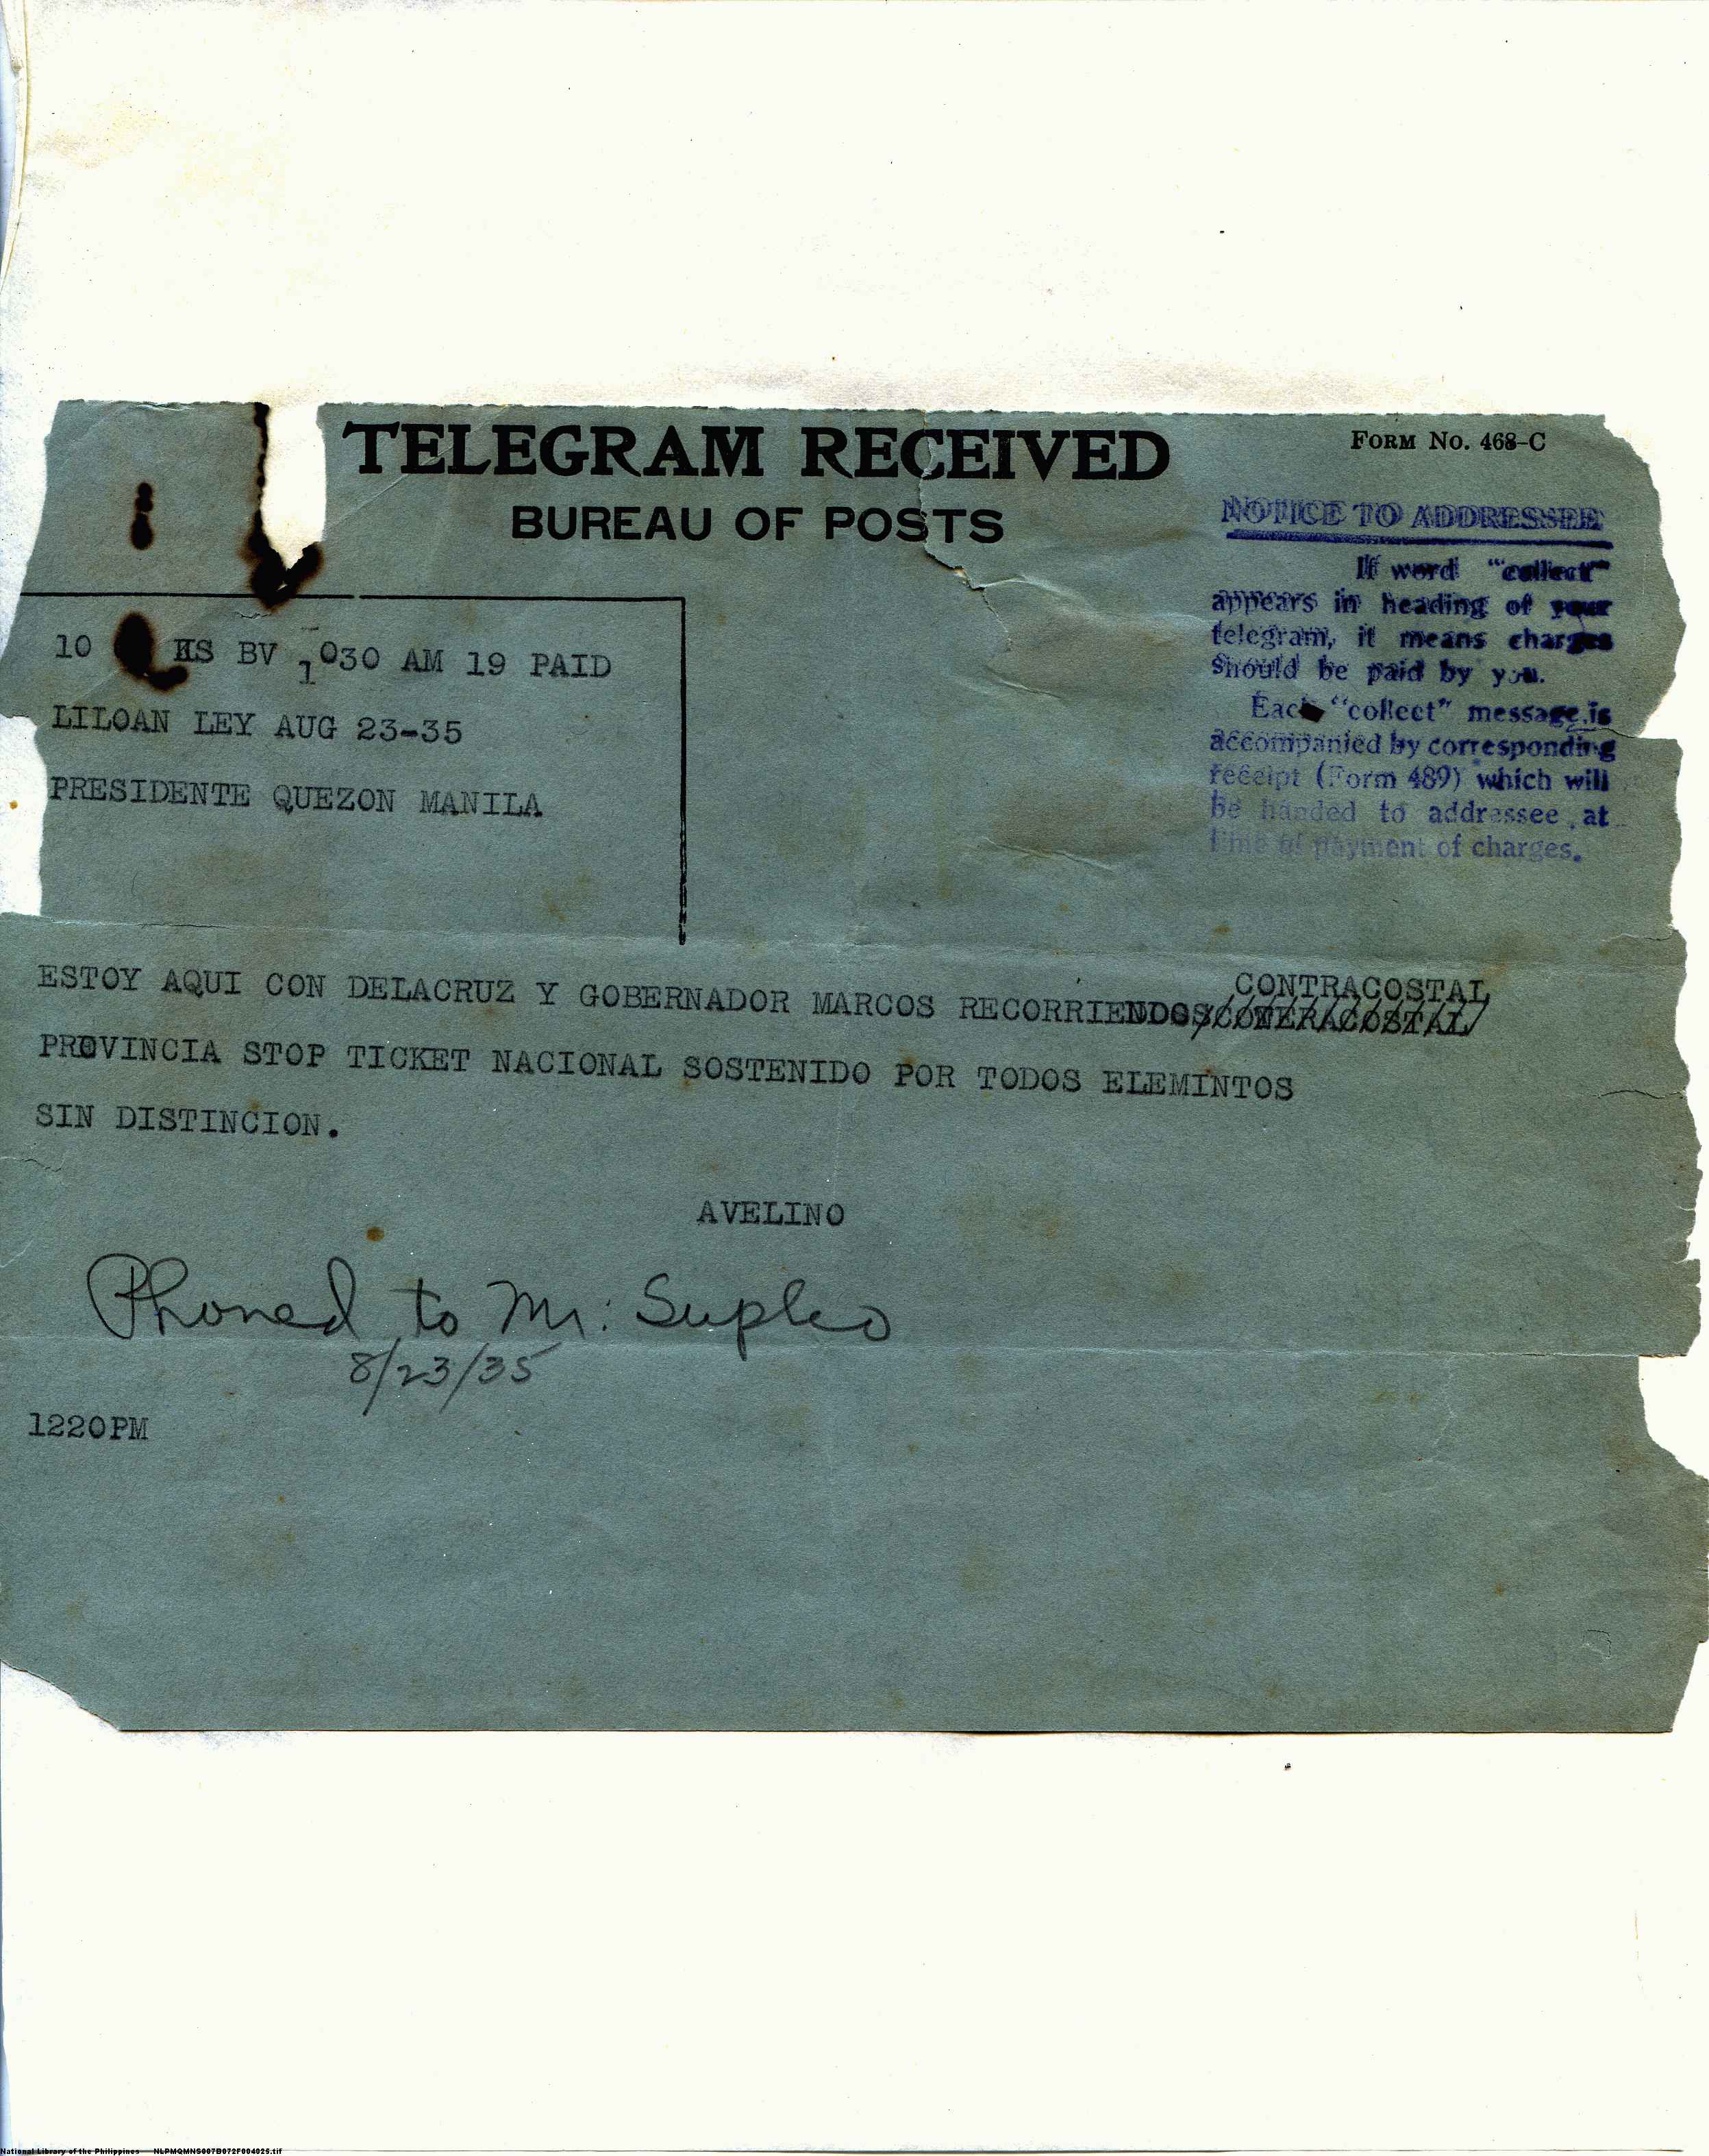 TELEGRAM RECEIVED
FORM NO. 468-C
BUREAU OF POSTS
NOTICE TO ADDRESSEE
If word "collect"
appears in heading of your
telegram, it means charges
should be paid by you.
Each "collect" message is
accompanied by corresponding
receipt (Form 489) which will
be handed to addressee at
time of payment of charges.
10 KS BV 1030 AM 19 PAID
LILOAN LEY AUG 23-35
PRESIDENTE QUEZON MANILA
CONTRACOSTAL
ESTOY AQUI CON DELACRUZ Y GOBERNADOR MARCOS RECORRIENDO
PROVINCIA STOP TICKET NACIONAL SOSTENIDO POR TODOS ELEMINTOS
SIN DISTINCION.
AVELINO
Phoned to Mr. Supleo
8/23/35
1220PM
National Library of the Philippines NLPMQMNS007B072F004025.tif